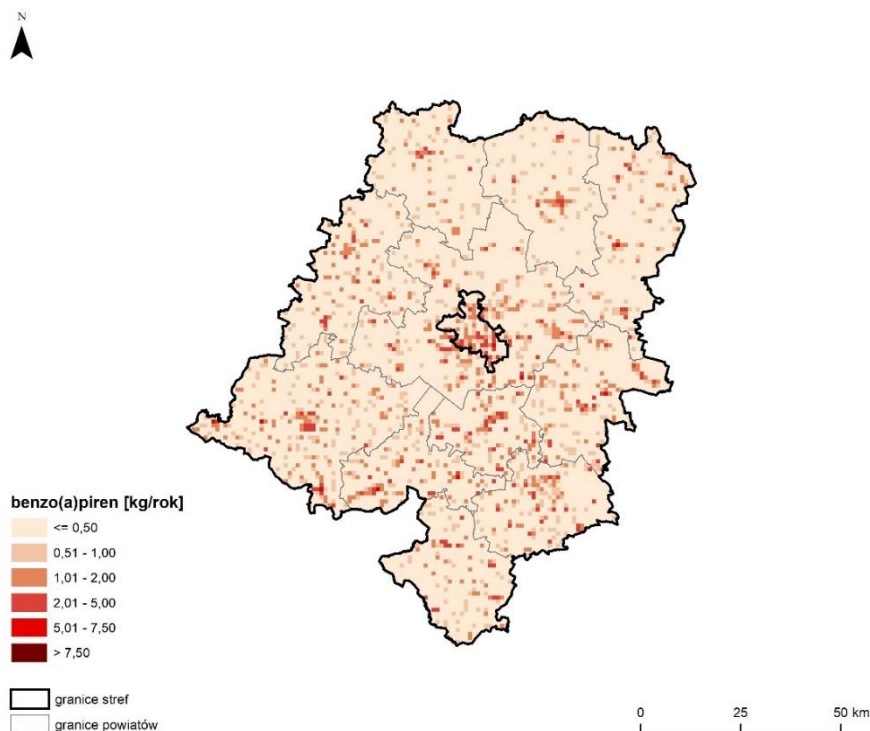 N
benzo(a)piren [kg/rok]
<= 0,50
0,51 - 1,00
1,01 - 2,00
2,01 - 5,00
5,01 - 7,50
> 7,50
granice stref
granice powiatów
0 25 50 km